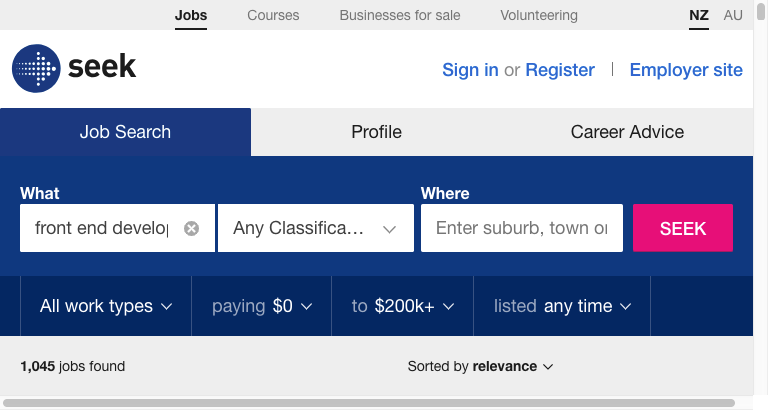 Jobs Courses Businesses for sale Volunteering NZ AU
seek Sign in or Register | Employer site
Job Search Profile Career Advice
What Where
front end develop Any Classifica... Enter suburb, town or SEEK
All work types paying $0 to $200k+ listed any time
1,045 jobs found Sorted by relevance